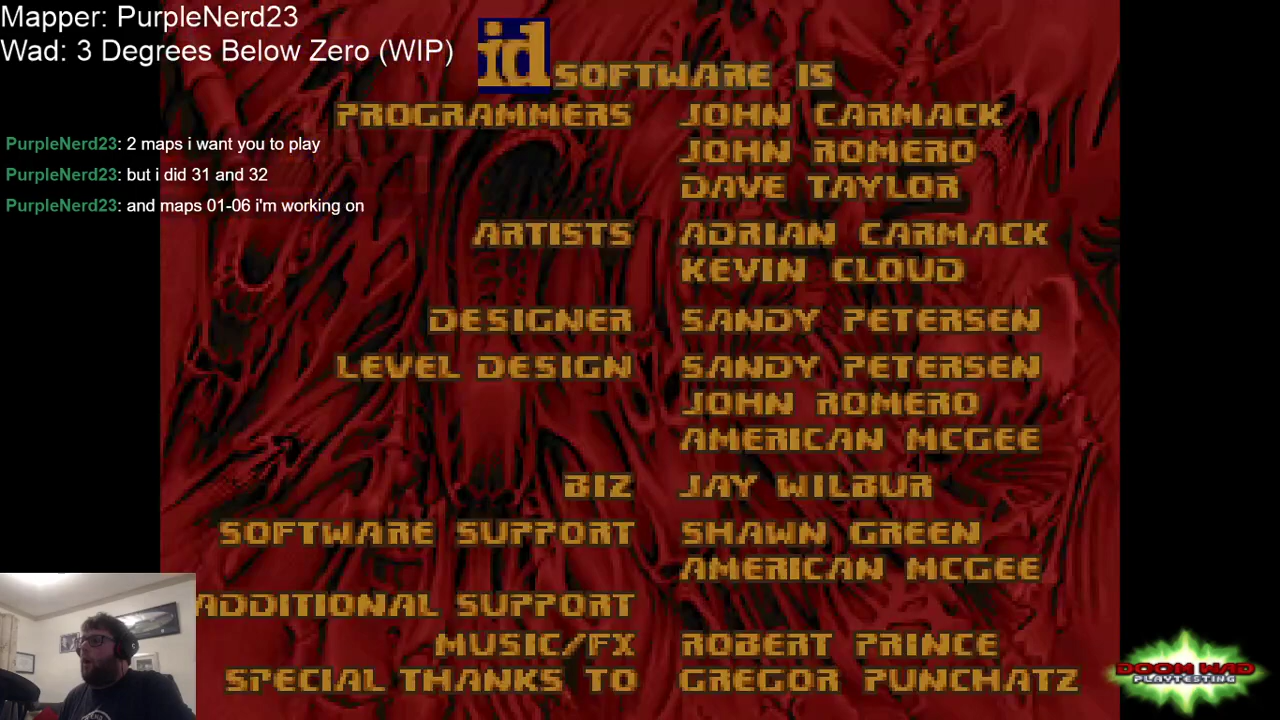 Mapper: PurpleNerd23
Wad: 3 Degrees Below Zero (WIP)
PurpleNerd23: 2 maps i want you to play
PurpleNerd23: but i did 31 and 32
PurpleNerd23: and maps 01-06 i'm working on
id SOFTWARE IS
PROGRAMMERS JOHN CARMACK
JOHN ROMERO
DAVE TAYLOR
ARTISTS ADRIAN CARMACK
KEVIN CLOUD
DESIGNER SANDY PETERSEN
LEVEL DESIGN SANDY PETERSEN
JOHN ROMERO
AMERICAN MCGEE
BIZ JAY WILBUR
SOFTWARE SUPPORT SHAWN GREEN
AMERICAN MCGEE
ADDITIONAL SUPPORT
MUSIC/FX ROBERT PRINCE
SPECIAL THANKS TO GREGOR PUNCHATZ
DOOM WAD
PLAYTESTING